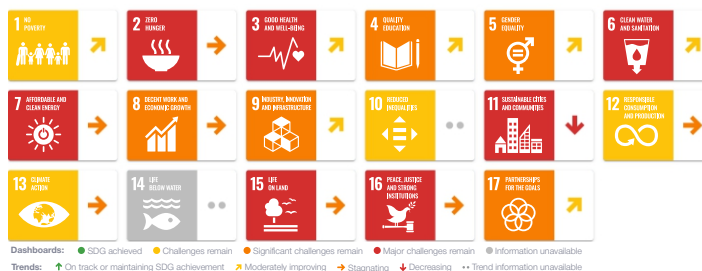 1 NO
POVERTY
2 ZERO
HUNGER
3 GOOD HEALTH
AND WELL-BEING
4 QUALITY
EDUCATION
5 GENDER
EQUALITY
6 CLEAN WATER
AND SANITATION
7 AFFORDABLE AND
CLEAN ENERGY
8 DECENT WORK AND
ECONOMIC GROWTH
9 INDUSTRY, INNOVATION
AND INFRASTRUCTURE
10 REDUCED
INEQUALITIES
11 SUSTAINABLE CITIES
AND COMMUNITIES
12 RESPONSIBLE
CONSUMPTION
AND PRODUCTION
13 CLIMATE
ACTION
14 LIFE
BELOW WATER
15 LIFE
ON LAND
16 PEACE, JUSTICE
AND STRONG
INSTITUTIONS
17 PARTNERSHIPS
FOR THE GOALS
Dashboards: SDG achieved Challenges remain Significant challenges remain Major challenges remain Information unavailable
Trends: On track or maintaining SDG achievement Moderately improving Stagnating Decreasing Trend information unavailable